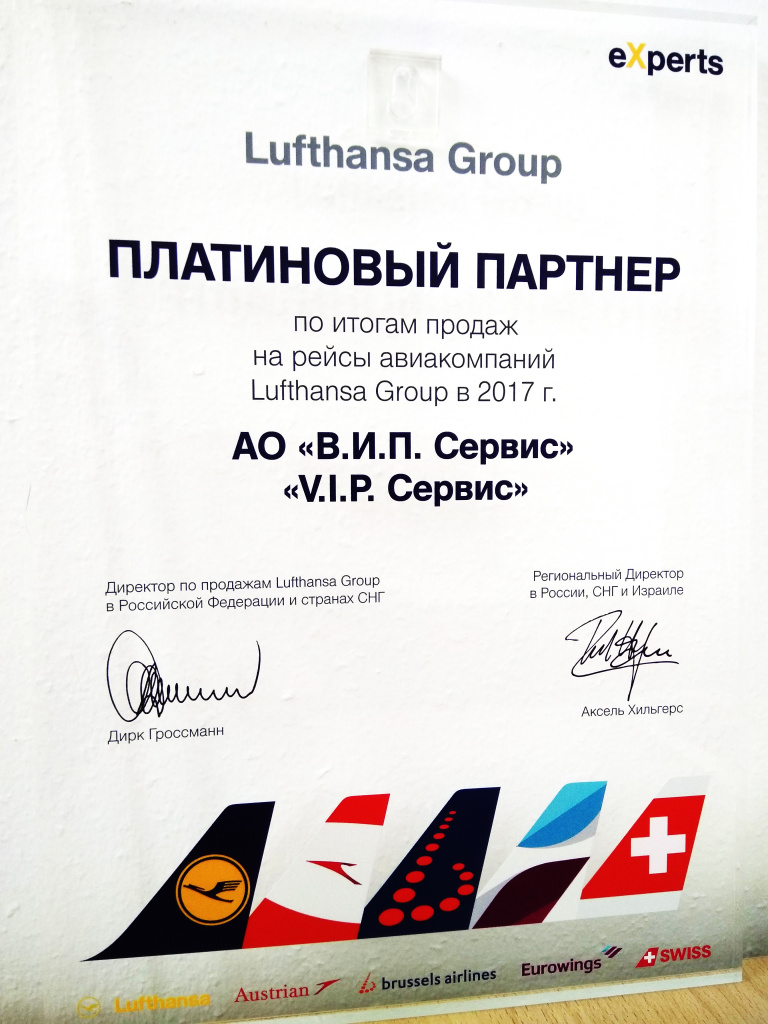 eXperts
Lufthansa Group
ПЛАТИНОВЫЙ ПАРТНЕР
по итогам продаж
на рейсы авиакомпаний
Lufthansa Group в 2017 г.
АО «В.И.П. Сервис»
«V.I.P. Сервис»
Директор по продажам Lufthansa Group
в Российской Федерации и странах СНГ
Дирк Гроссманн
Региональный Директор
в России, СНГ и Израиле
Аксель Хильгерс
Lufthansa Austrian brussels airlines Eurowings SWISS